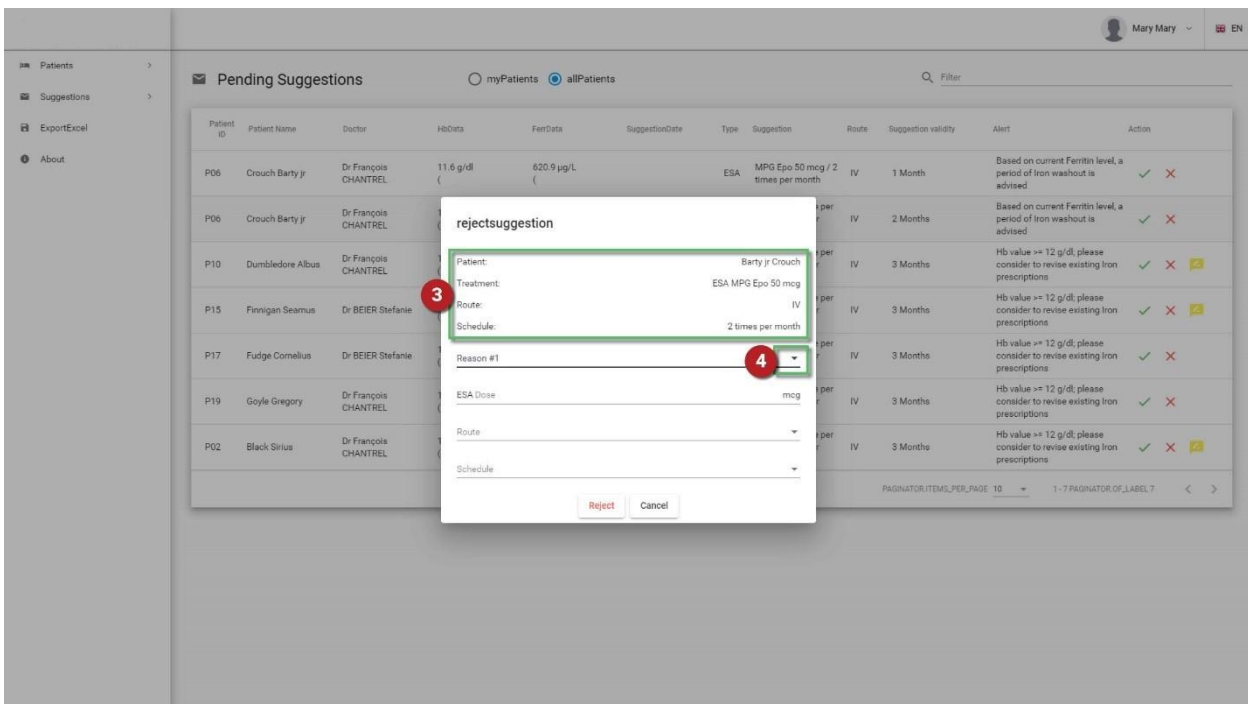 Mary Mary
EN
Patients
Suggestions
ExportExcel
About
Pending Suggestions
myPatients
allPatients
Filter
Patient ID Patient Name Doctor HbData FerrData SuggestionDate Type Suggestion Route Suggestion validity Alert Action
P06 Crouch Barty jr Dr François CHANTREL 11.6 g/dl ( 620.9 µg/L ( ESA MPG Epo 50 mcg / 2 times per month IV 1 Month Based on current Ferritin level, a period of Iron washout is advised
P06 Crouch Barty jr Dr François CHANTREL per IV 2 Months Based on current Ferritin level, a period of Iron washout is advised
P10 Dumbledore Albus Dr François CHANTREL per IV 3 Months Hb value >= 12 g/dl; please consider to revise existing Iron prescriptions
P15 Finnigan Seamus Dr BEIER Stefanie per IV 3 Months Hb value >= 12 g/dl; please consider to revise existing Iron prescriptions
P17 Fudge Cornelius Dr BEIER Stefanie per IV 3 Months Hb value >= 12 g/dl; please consider to revise existing Iron prescriptions
P19 Goyle Gregory Dr François CHANTREL per IV 3 Months Hb value >= 12 g/dl; please consider to revise existing Iron prescriptions
P02 Black Sirius Dr François CHANTREL per IV 3 Months Hb value >= 12 g/dl; please consider to revise existing Iron prescriptions
PAGINATOR.ITEMS_PER_PAGE 10 1 - 7 PAGINATOR.OF_LABEL 7
rejectsuggestion
3
Patient: Barty jr Crouch
Treatment: ESA MPG Epo 50 mcg
Route: IV
Schedule: 2 times per month
Reason #1
4
ESA Dose mcg
Route
Schedule
Reject Cancel